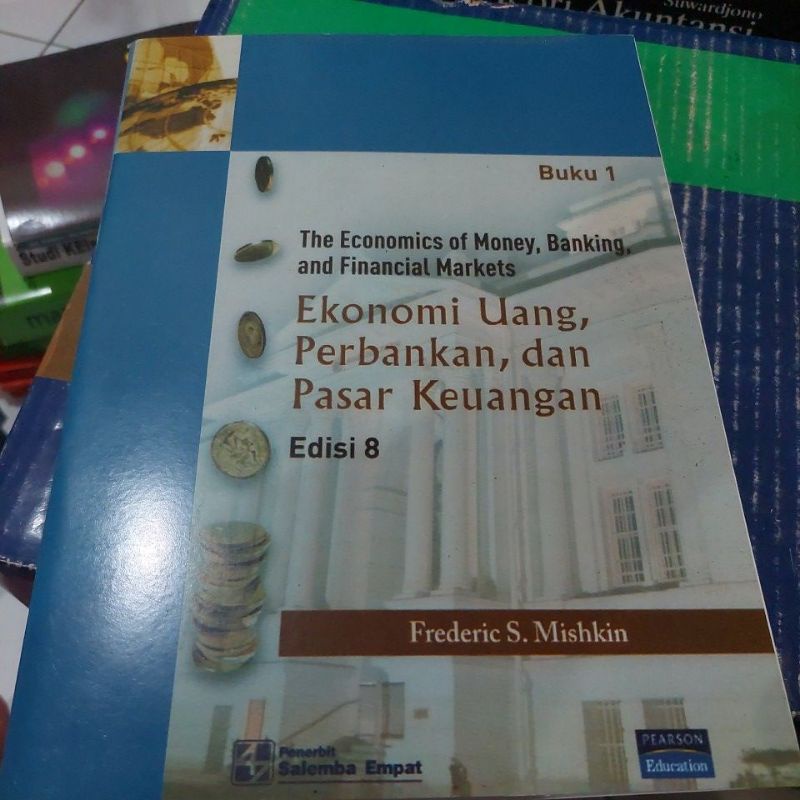 Suwardjono
Akuntansi
Buku 1
The Economics of Money, Banking,
and Financial Markets
Ekonomi Uang,
Perbankan, dan
Pasar Keuangan
Edisi 8
Frederic S. Mishkin
Studi
Penerbit
Salemba Empat
PEARSON
Education